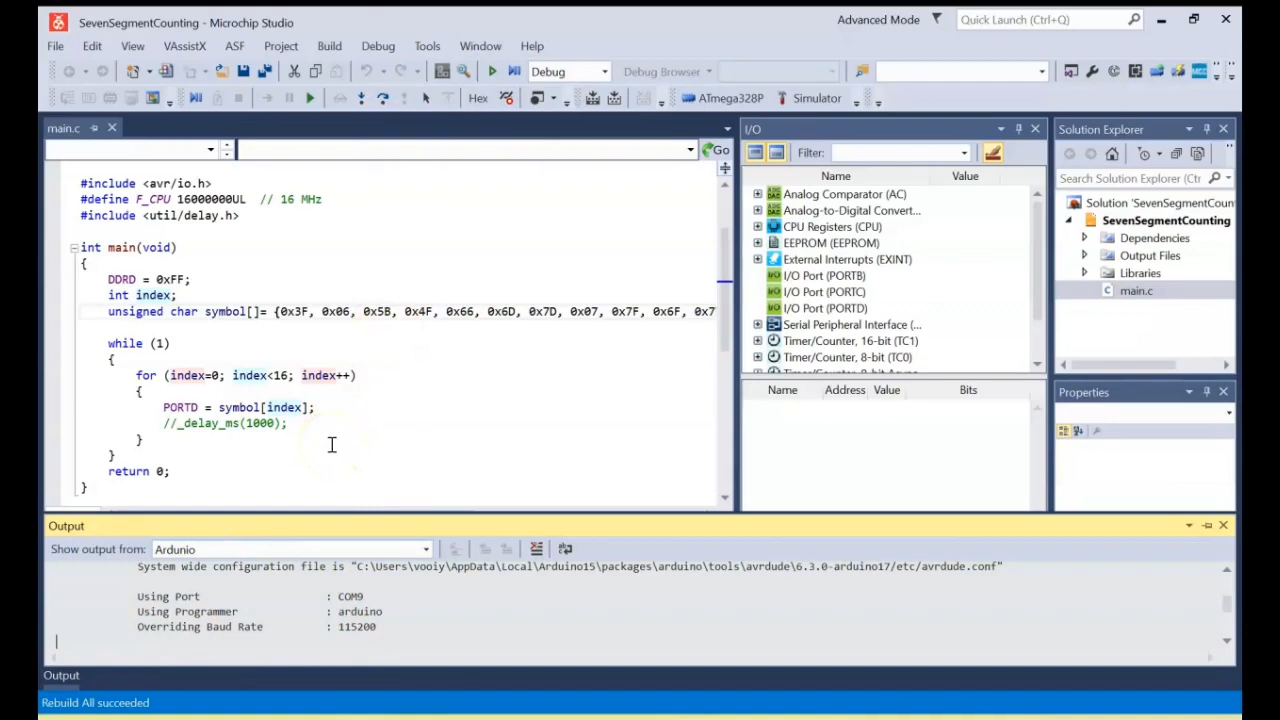 SevenSegmentCounting - Microchip Studio
Advanced Mode
Quick Launch (Ctrl+Q)
File Edit View VAssistX ASF Project Build Debug Tools Window Help
Debug
Debug Browser
Hex
ATmega328P
Simulator
main.c
Go
#include <avr/io.h>
#define F_CPU 16000000UL // 16 MHz
#include <util/delay.h>
int main(void)
{
DDRD = 0xFF;
int index;
unsigned char symbol[]= {0x3F, 0x06, 0x5B, 0x4F, 0x66, 0x6D, 0x7D, 0x07, 0x7F, 0x6F, 0x7
while (1)
{
for (index=0; index<16; index++)
{
PORTD = symbol[index];
//_delay_ms(1000);
}
}
return 0;
}
I/O
Filter:
Name Value
Analog Comparator (AC)
Analog-to-Digital Convert...
CPU Registers (CPU)
EEPROM (EEPROM)
External Interrupts (EXINT)
I/O Port (PORTB)
I/O Port (PORTC)
I/O Port (PORTD)
Serial Peripheral Interface (...
Timer/Counter, 16-bit (TC1)
Timer/Counter, 8-bit (TC0)
Name Address Value Bits
Solution Explorer
Search Solution Explorer (Ctr
Solution 'SevenSegmentCoun
SevenSegmentCounting
Dependencies
Output Files
Libraries
main.c
Properties
Output
Show output from: Ardunio
System wide configuration file is "C:\Users\vooiy\AppData\Local\Arduino15\packages\arduino\tools\avrdude\6.3.0-arduino17/etc/avrdude.conf"
Using Port : COM9
Using Programmer : arduino
Overriding Baud Rate : 115200
Output
Rebuild All succeeded